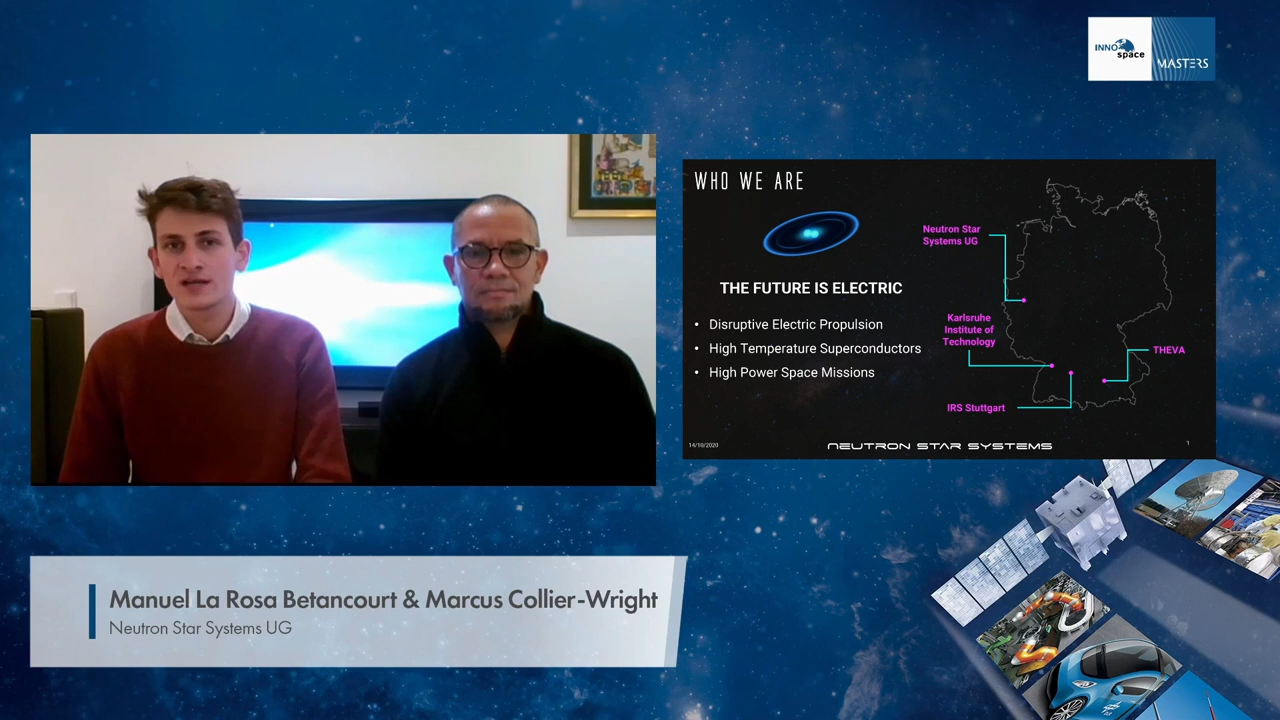 INNO
space
MASTERS
WHO WE ARE
THE FUTURE IS ELECTRIC
• Disruptive Electric Propulsion
• High Temperature Superconductors
• High Power Space Missions
Neutron Star
Systems UG
Karlsruhe
Institute of
Technology
THEVA
IRS Stuttgart
14/10/2020
NEUTRON STAR SYSTEMS
1
Manuel La Rosa Betancourt & Marcus Collier-Wright
Neutron Star Systems UG